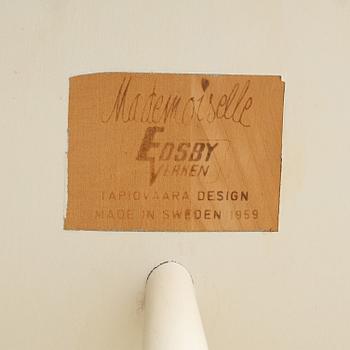 Mademoiselle
EDSBY
VERKEN
TAPIOVAARA DESIGN
MADE IN SWEDEN 1959